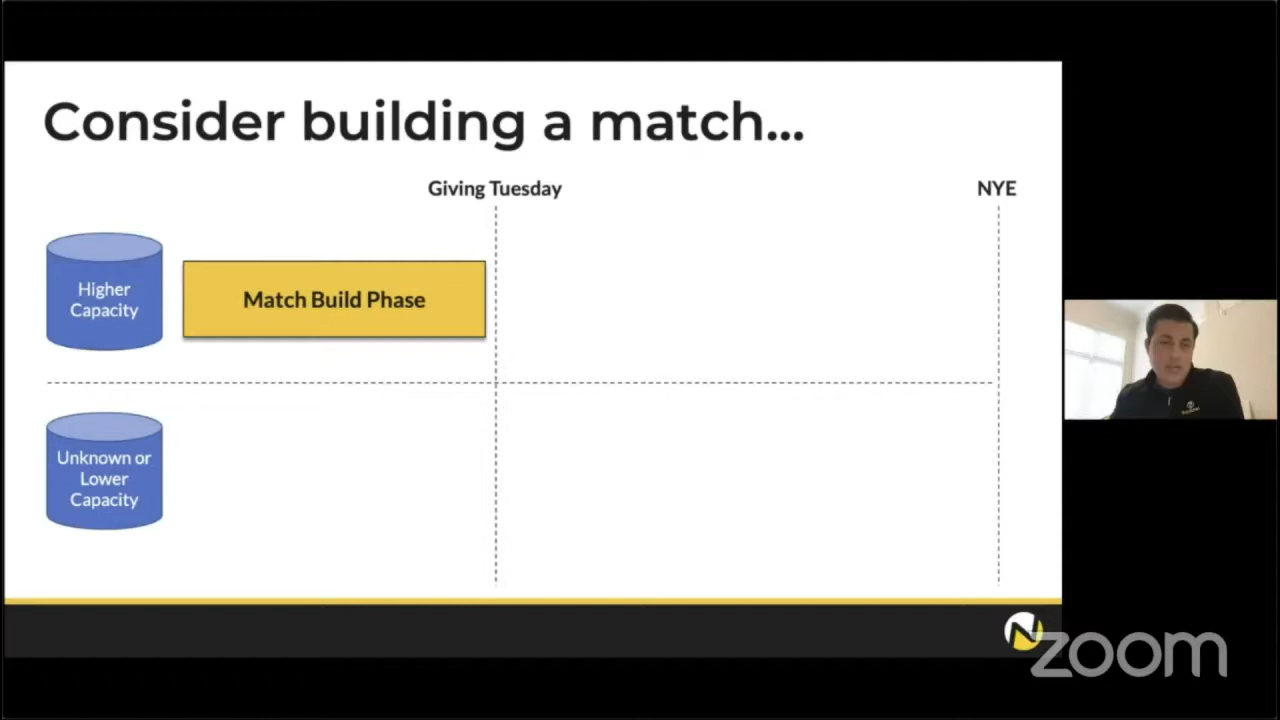 Consider building a match...
Giving Tuesday
NYE
Higher
Capacity
Match Build Phase
Unknown or
Lower
Capacity
zoom